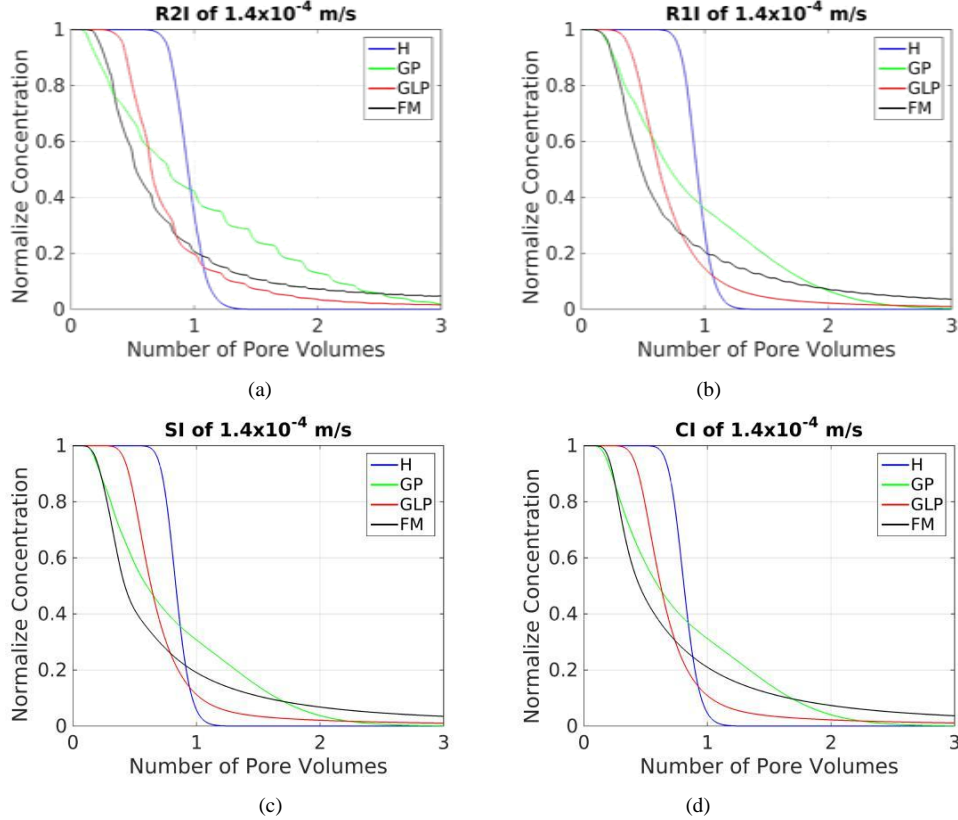 R2I of 1.4x10-4 m/s
Normalize Concentration
1
0.8
0.6
0.4
0.2
0
0
1
2
3
Number of Pore Volumes
H
GP
GLP
FM
(a)
R1I of 1.4x10-4 m/s
Normalize Concentration
1
0.8
0.6
0.4
0.2
0
0
1
2
3
Number of Pore Volumes
H
GP
GLP
FM
(b)
SI of 1.4x10-4 m/s
Normalize Concentration
1
0.8
0.6
0.4
0.2
0
0
1
2
3
Number of Pore Volumes
H
GP
GLP
FM
(c)
CI of 1.4x10-4 m/s
Normalize Concentration
1
0.8
0.6
0.4
0.2
0
0
1
2
3
Number of Pore Volumes
H
GP
GLP
FM
(d)